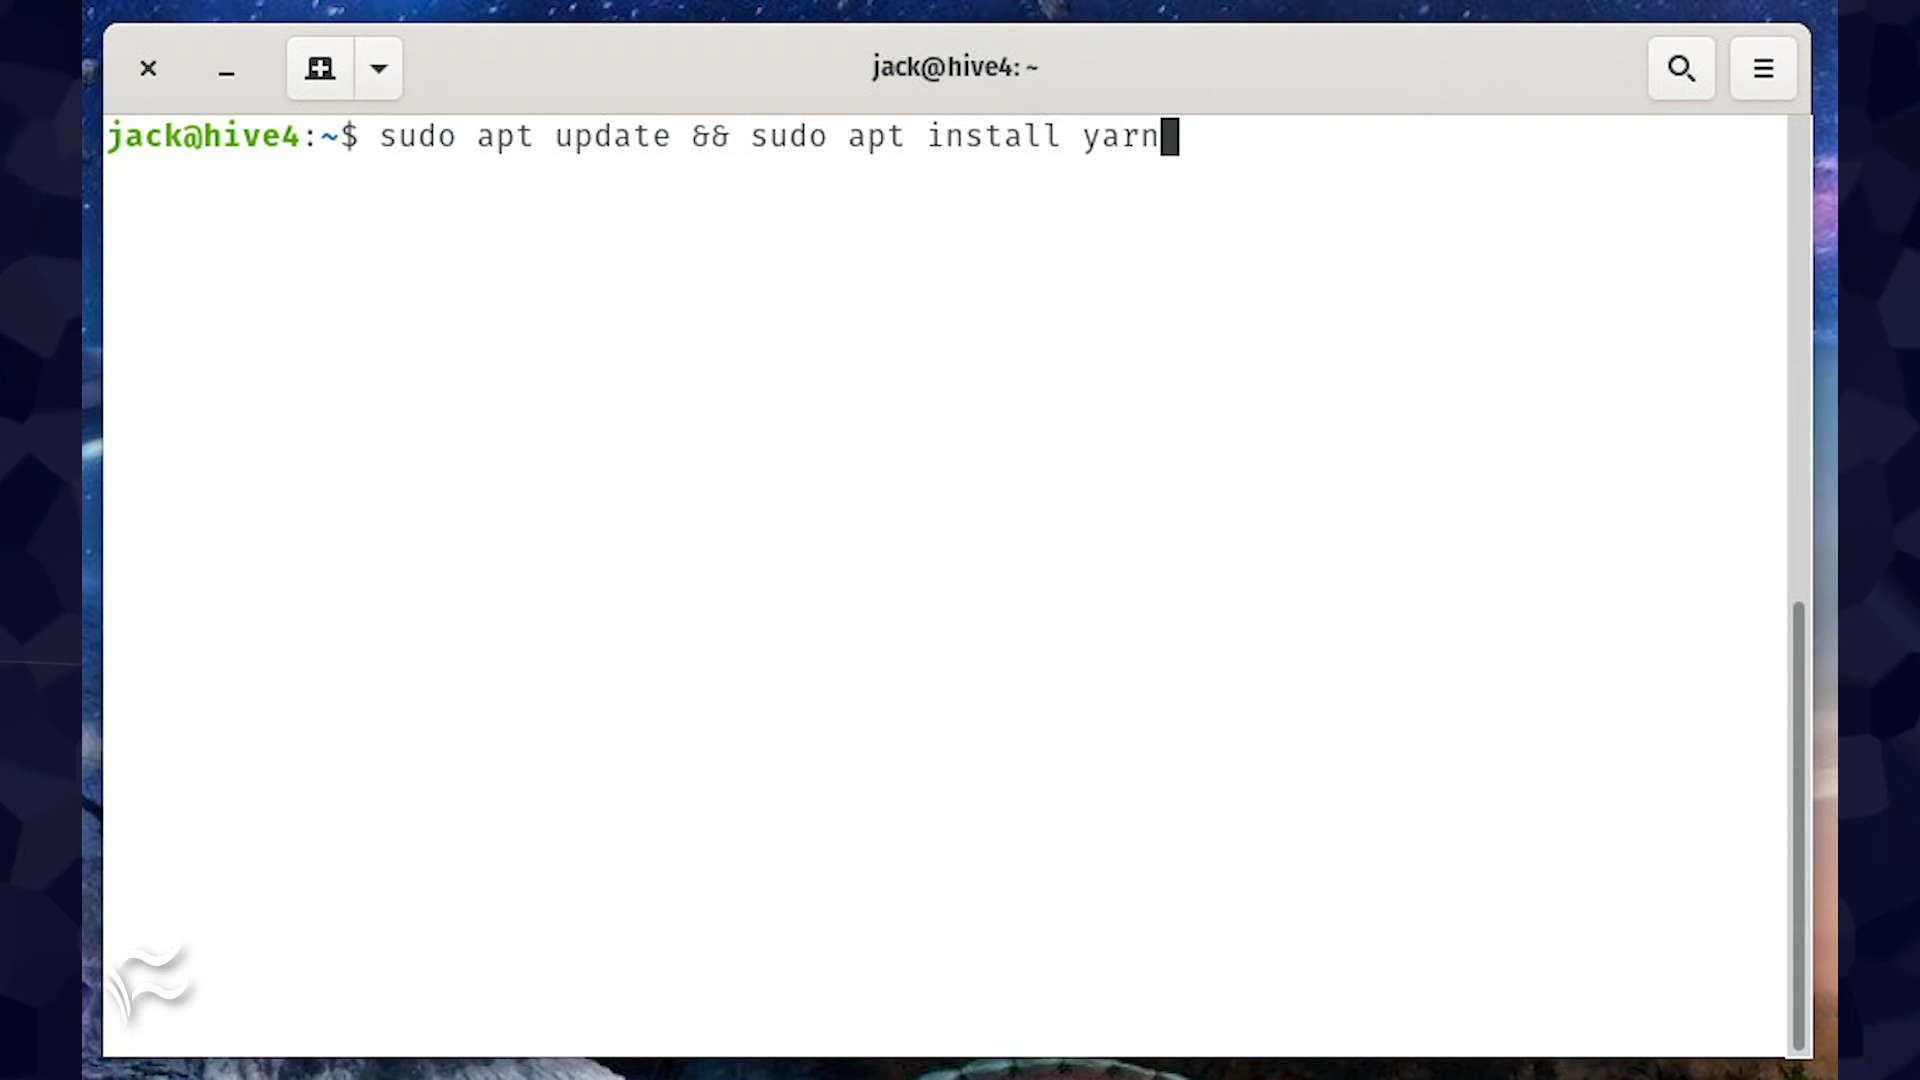 jack@hive4: ~
jack@hive4:~$ sudo apt update && sudo apt install yarn